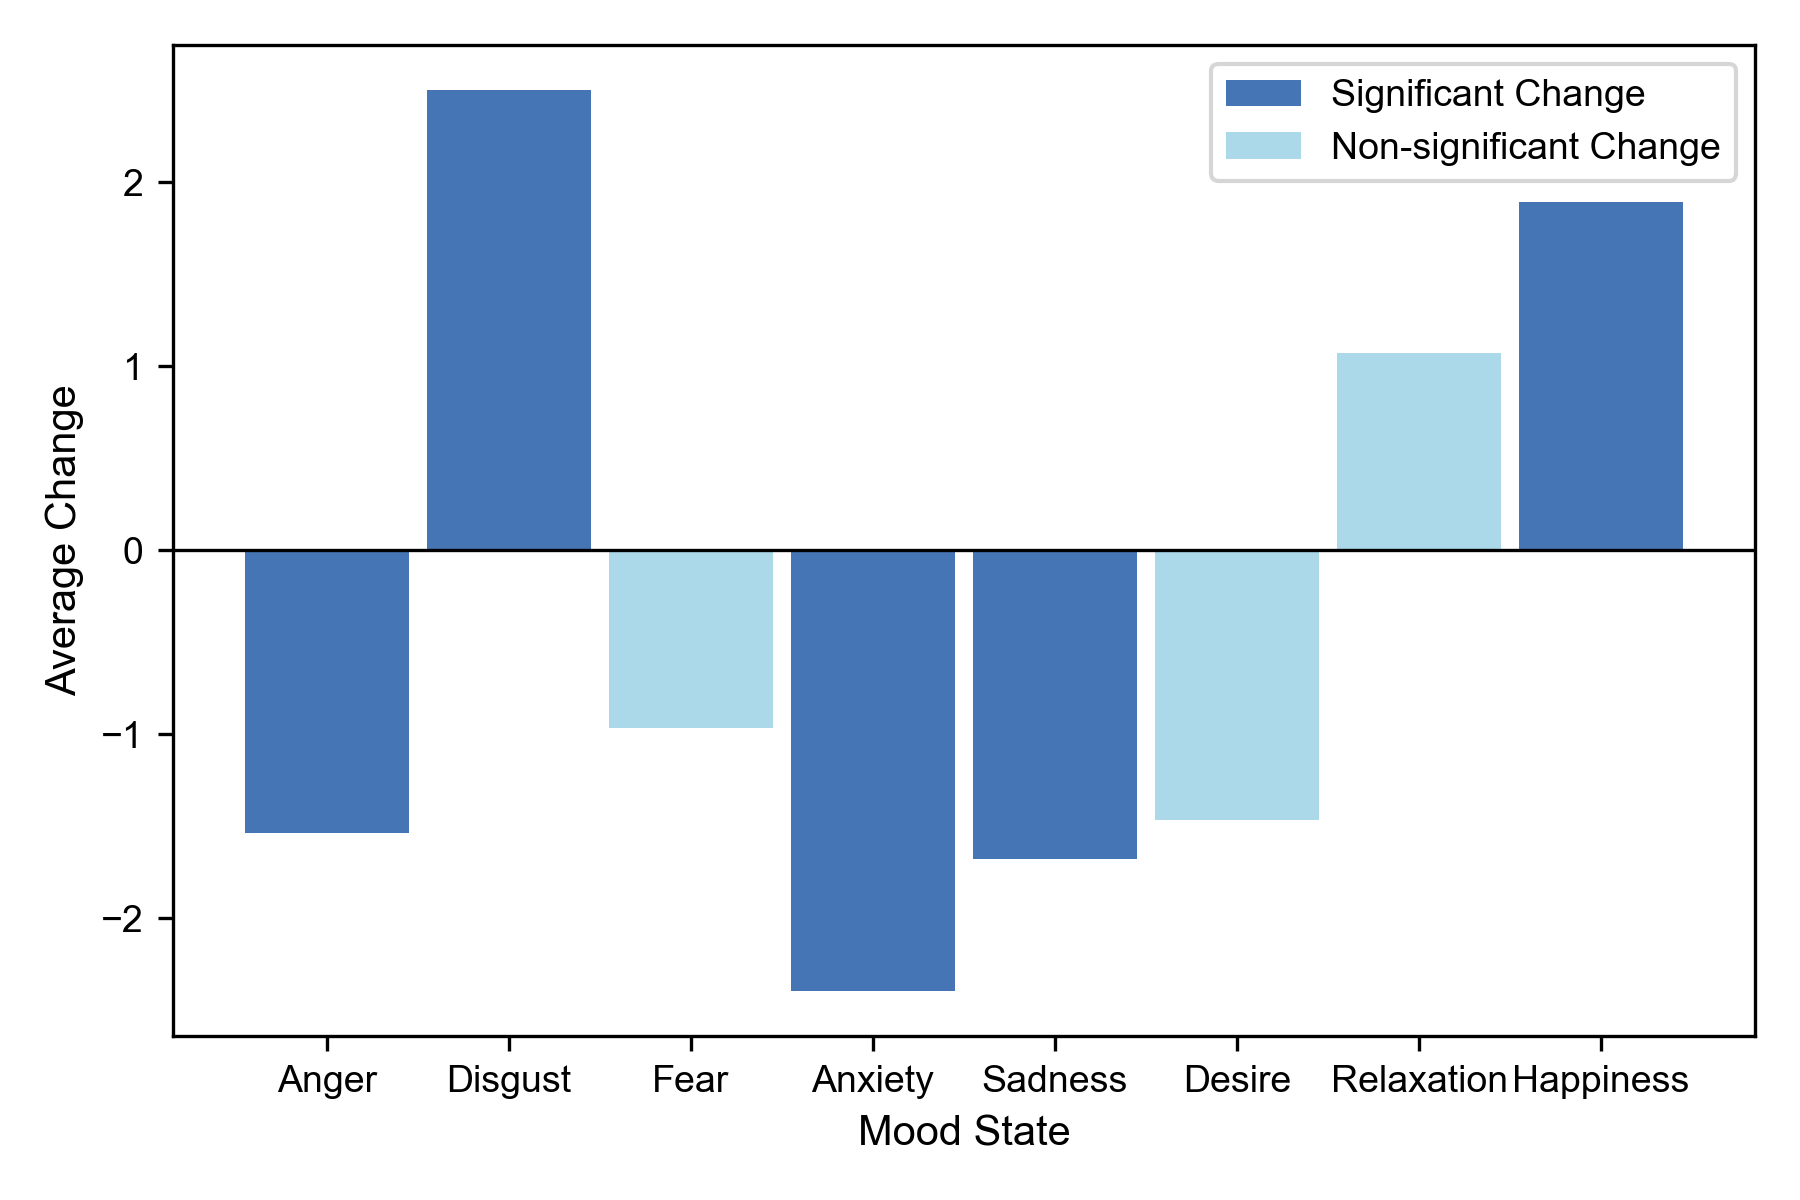 Significant Change
Non-significant Change
2
1
0
−1
−2
Average Change
Anger Disgust Fear Anxiety Sadness Desire Relaxation Happiness
Mood State